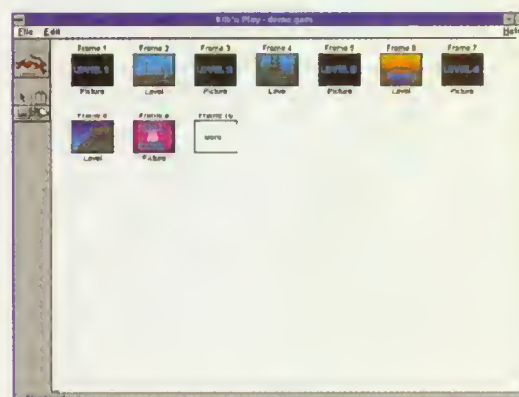 Klik'n Play - demo.gam
File Edit Help
Frame 1 Frame 2 Frame 3 Frame 4 Frame 5 Frame 6 Frame 7
LEVEL 1 LEVEL 2 LEVEL 3 LEVEL 4
Picture Level Picture Level Picture Level Picture
Frame 8 Frame 9 Frame 10
More
Level Picture